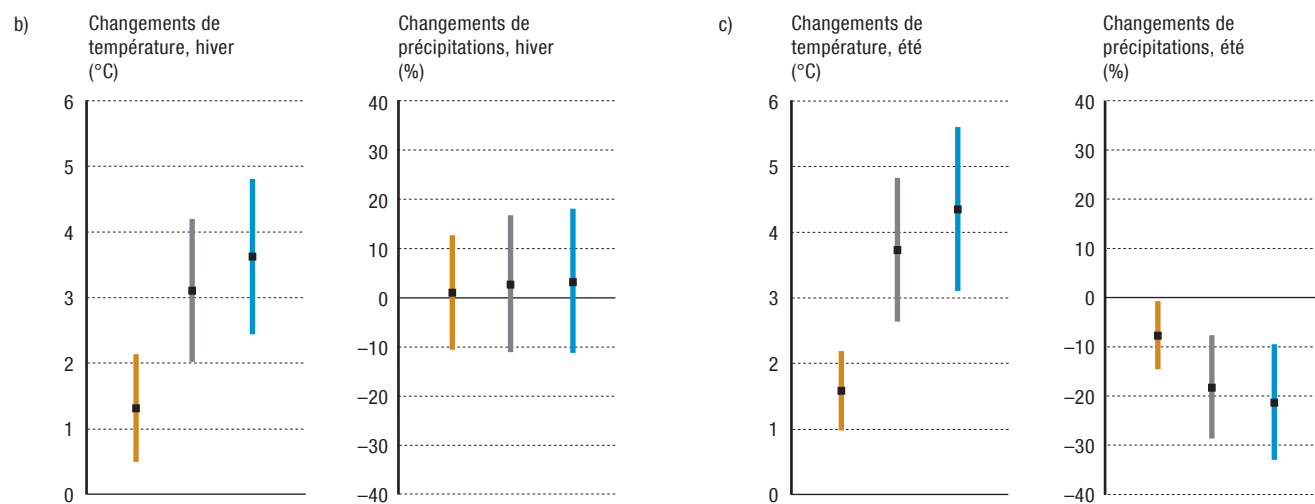 b)
Changements de
température, hiver
(°C)
6
5
4
3
2
1
0
Changements de
précipitations, hiver
(%)
40
30
20
10
0
–10
–20
–30
–40
c)
Changements de
température, été
(°C)
6
5
4
3
2
1
0
Changements de
précipitations, été
(%)
40
30
20
10
0
–10
–20
–30
–40